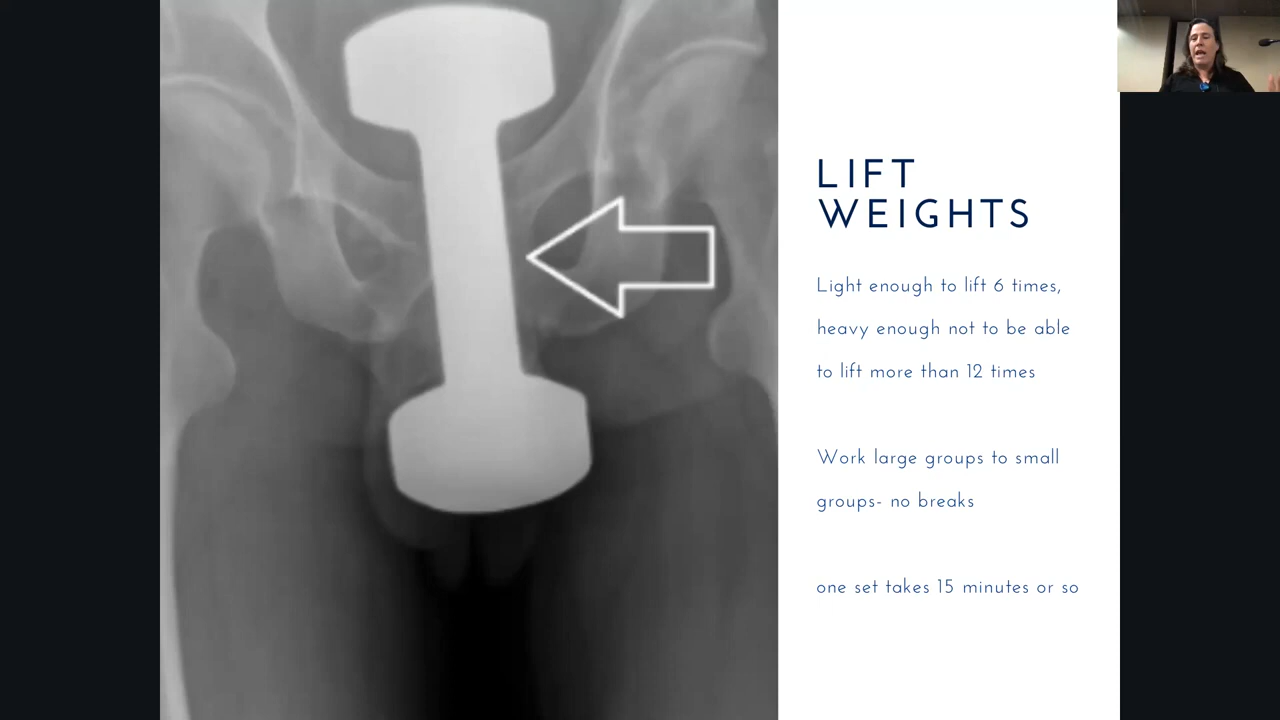 LIFT
WEIGHTS
Light enough to lift 6 times,
heavy enough not to be able
to lift more than 12 times
Work large groups to small
groups- no breaks
one set takes 15 minutes or so